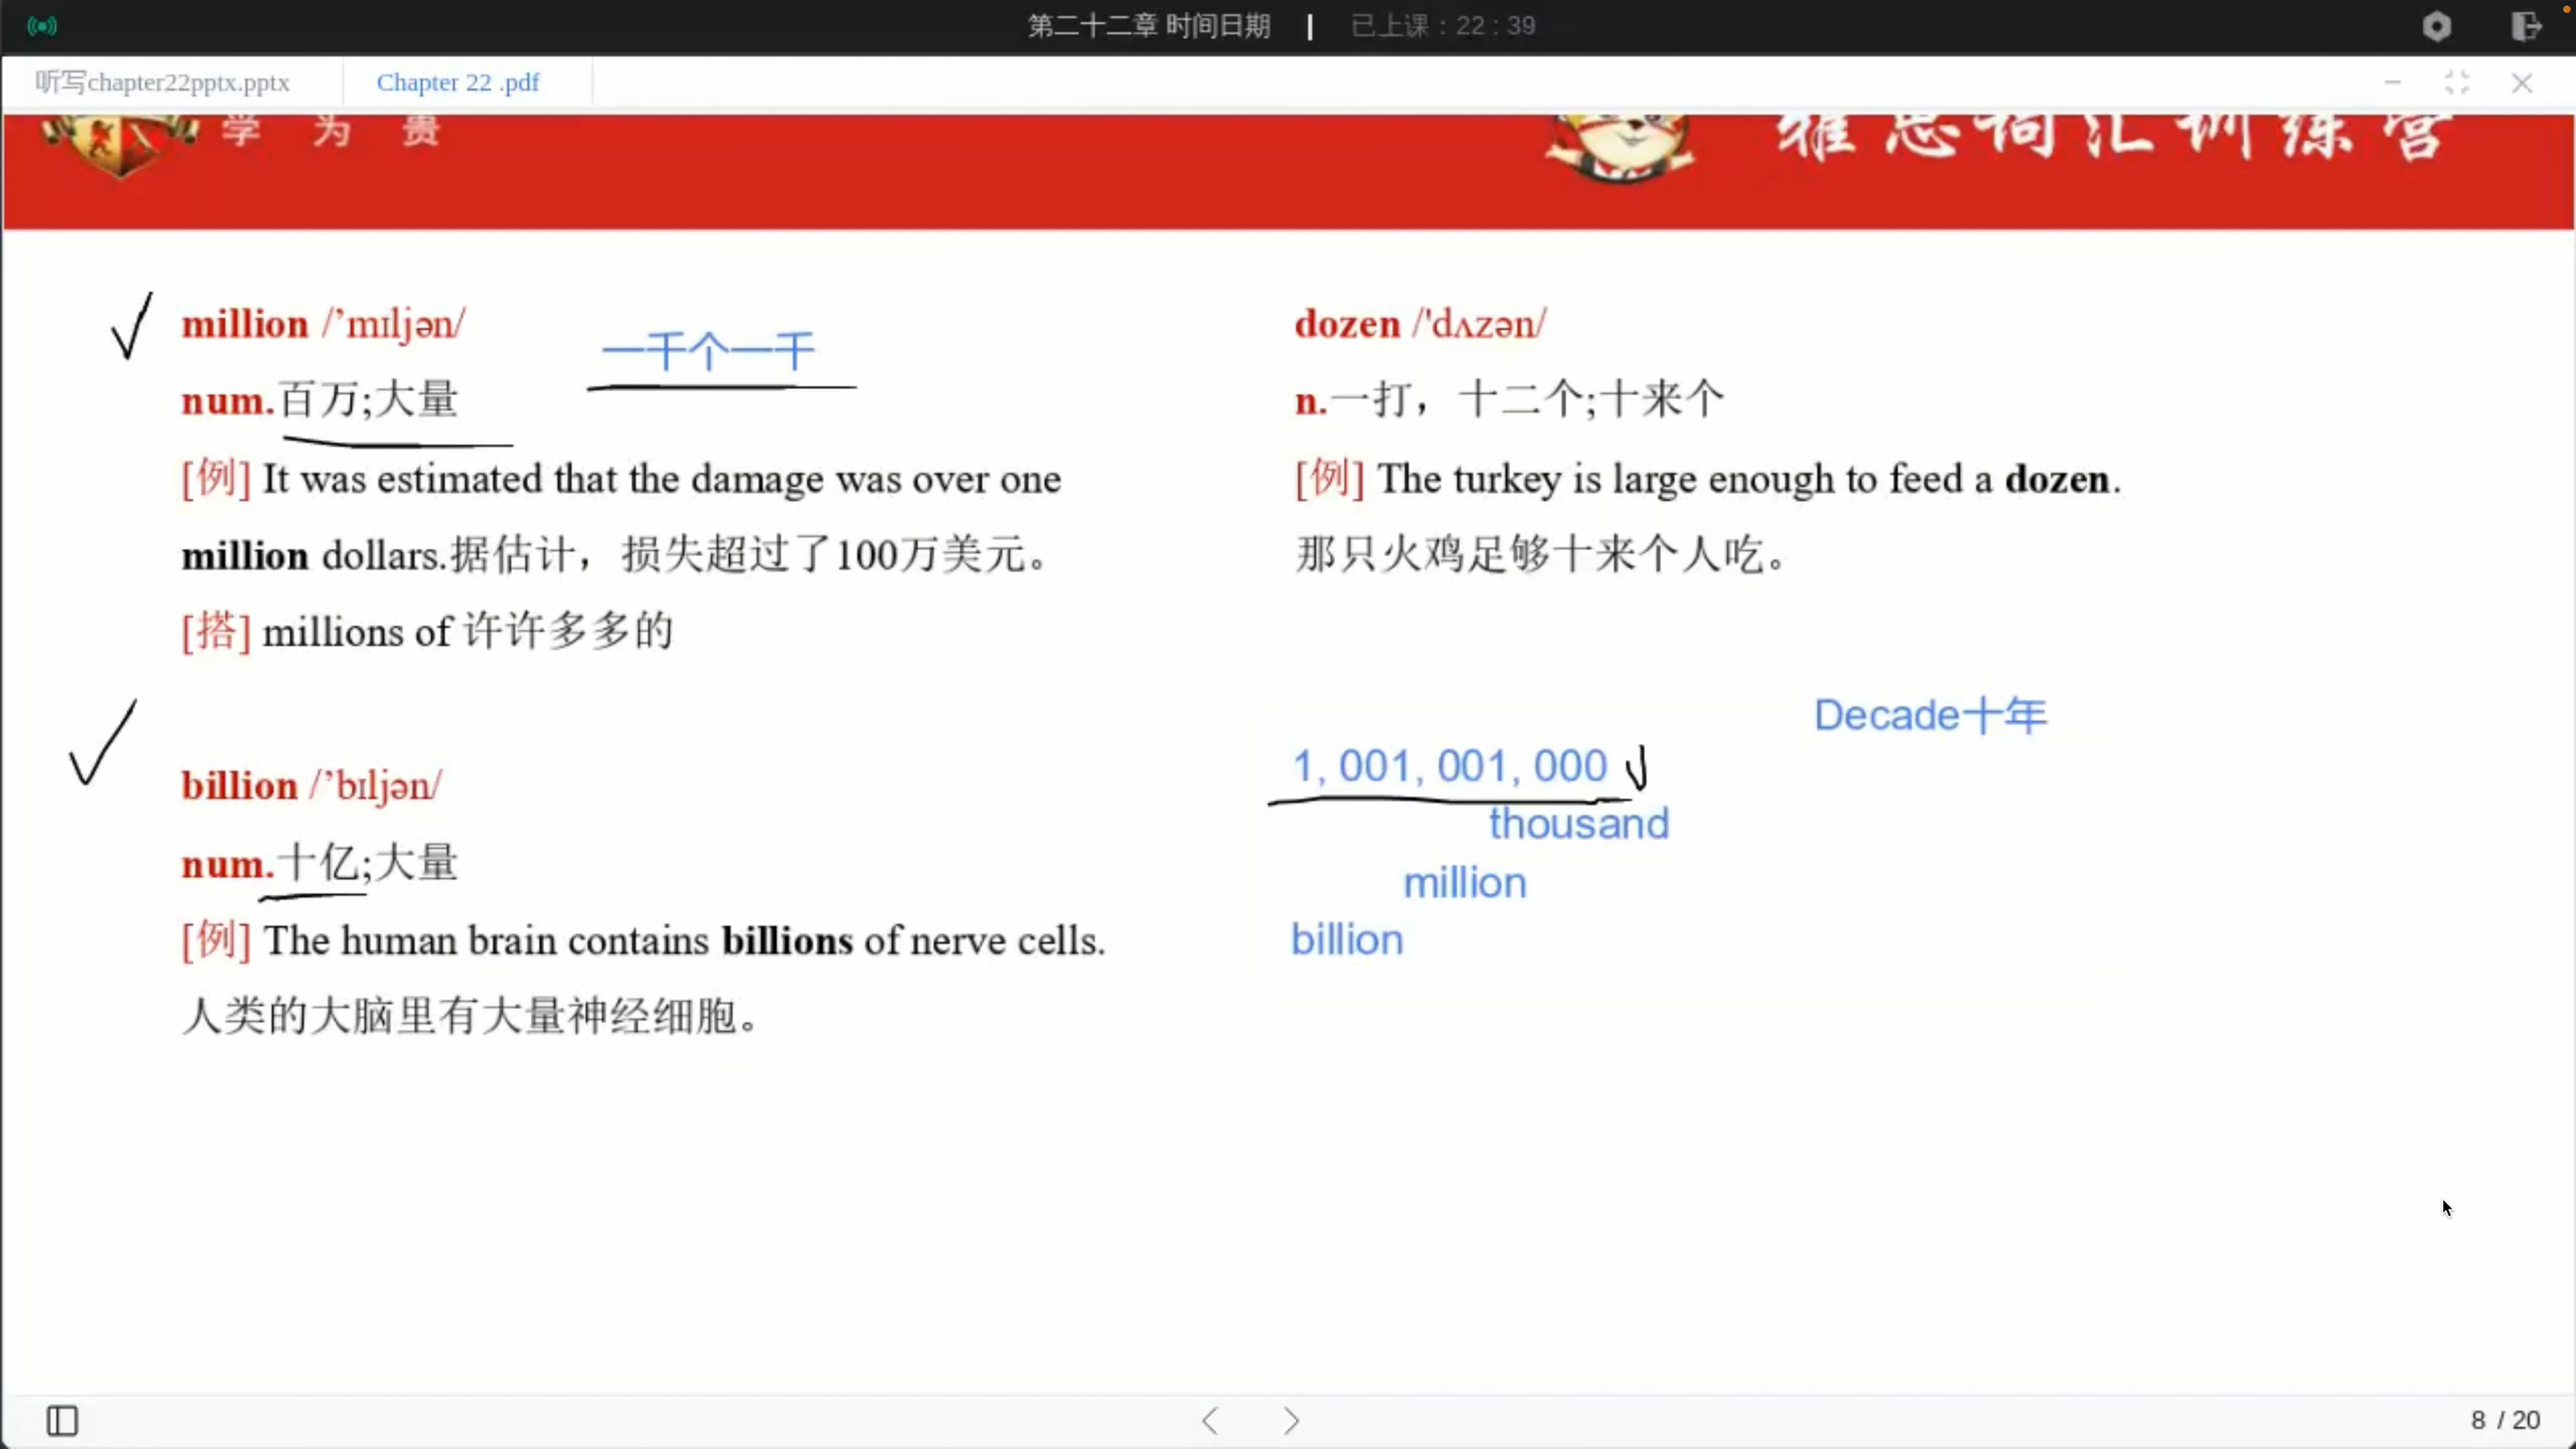 第二十二章 时间日期 | 已上课：22 : 39
听写chapter22pptx.pptx
Chapter 22 .pdf
学 为 贵
雅思词汇训练营
million /’mɪljən/
一千个一千
num.百万;大量
[例] It was estimated that the damage was over one
million dollars.据估计，损失超过了100万美元。
[搭] millions of 许许多多的
billion /’bɪljən/
num.十亿;大量
[例] The human brain contains billions of nerve cells.
人类的大脑里有大量神经细胞。
dozen /'dʌzən/
n.一打，十二个;十来个
[例] The turkey is large enough to feed a dozen.
那只火鸡足够十来个人吃。
Decade十年
1, 001, 001, 000
thousand
million
billion
8 / 20